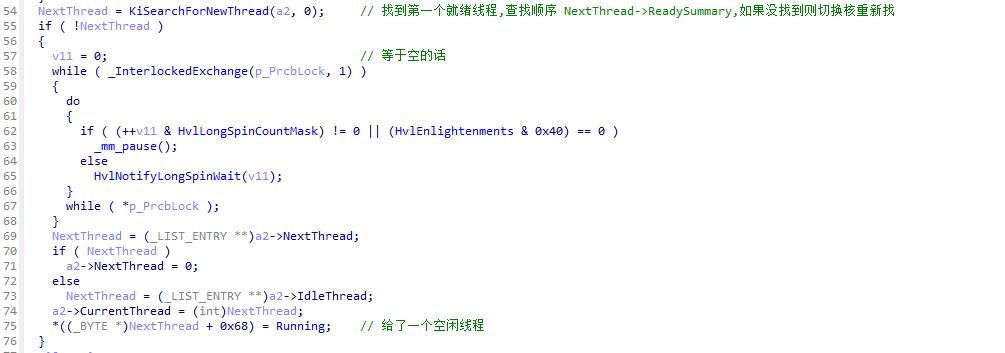 54 NextThread = KiSearchForNewThread(a2, 0); // 找到第一个就绪线程,查找顺序 NextThread->ReadySummary,如果没找到则切换核重新找
55 if ( !NextThread )
56 {
57 v11 = 0; // 等于空的话
58 while ( _InterlockedExchange(p_PrcbLock, 1) )
59 {
60 do
61 {
62 if ( (++v11 & HvlLongSpinCountMask) != 0 || (HvlEnlightenments & 0x40) == 0 )
63 _mm_pause();
64 else
65 HvlNotifyLongSpinWait(v11);
66 }
67 while ( *p_PrcbLock );
68 }
69 NextThread = (_LIST_ENTRY **)a2->NextThread;
70 if ( NextThread )
71 a2->NextThread = 0;
72 else
73 NextThread = (_LIST_ENTRY **)a2->IdleThread;
74 a2->CurrentThread = (int)NextThread;
75 *((_BYTE *)NextThread + 0x68) = Running; // 给了一个空闲线程
76 }